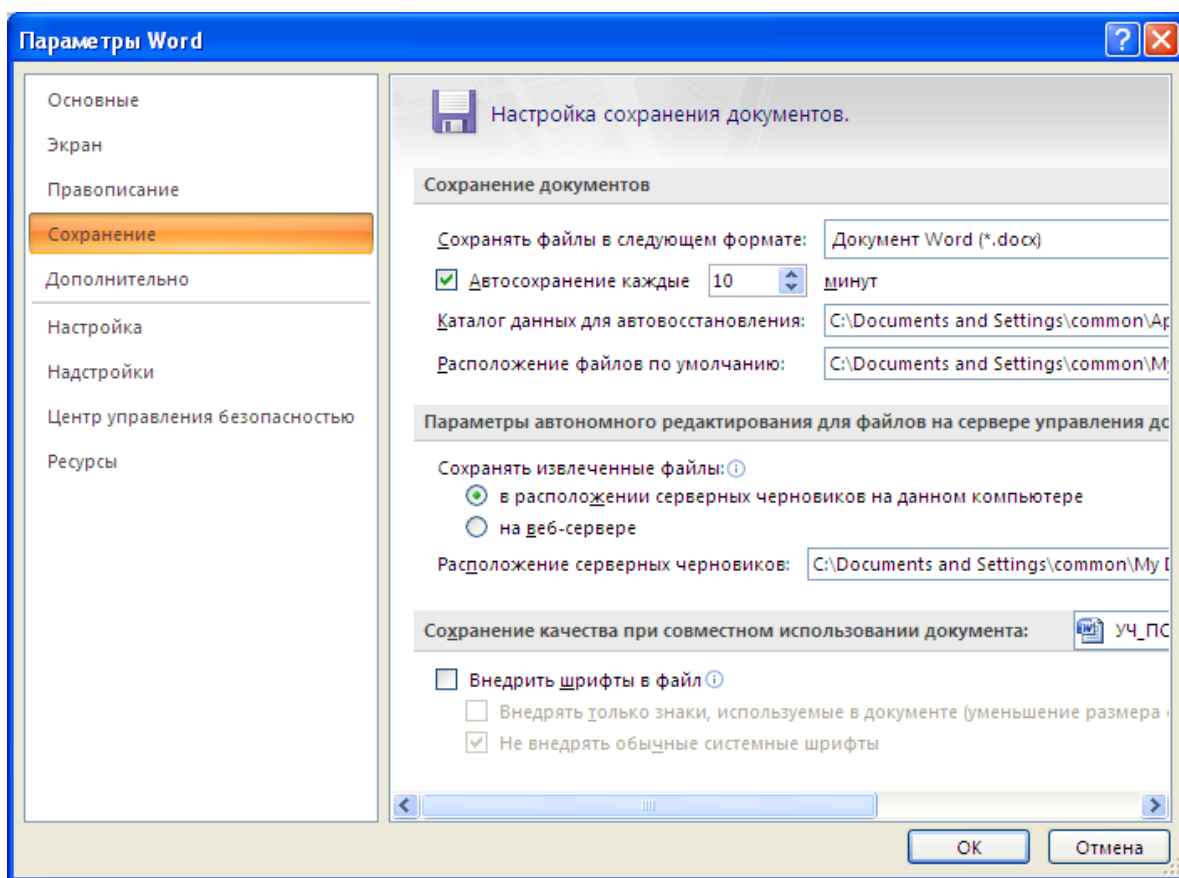 Параметры Word
Основные
Экран
Правописание
Сохранение
Дополнительно
Настройка
Надстройки
Центр управления безопасностью
Ресурсы
Настройка сохранения документов.
Сохранение документов
Сохранять файлы в следующем формате: Документ Word (*.docx)
Автосохранение каждые 10 минут
Каталог данных для автовосстановления: C:\Documents and Settings\common\Ap
Расположение файлов по умолчанию: C:\Documents and Settings\common\My
Параметры автономного редактирования для файлов на сервере управления до
Сохранять извлеченные файлы:
в расположении серверных черновиков на данном компьютере
на веб-сервере
Расположение серверных черновиков: C:\Documents and Settings\common\My D
Сохранение качества при совместном использовании документа: УЧ_ПС
Внедрить шрифты в файл
Внедрять только знаки, используемые в документе (уменьшение размера
Не внедрять обычные системные шрифты
ОК
Отмена